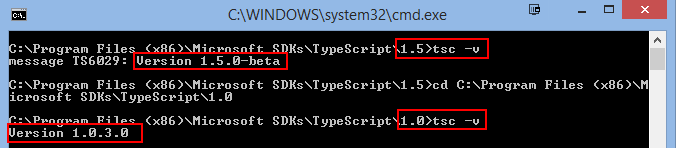 C:\WINDOWS\system32\cmd.exe
C:\Program Files (x86)\Microsoft SDKs\TypeScript\1.5>tsc -v
message TS6029: Version 1.5.0-beta
C:\Program Files (x86)\Microsoft SDKs\TypeScript\1.5>cd C:\Program Files (x86)\M
icrosoft SDKs\TypeScript\1.0
C:\Program Files (x86)\Microsoft SDKs\TypeScript\1.0>tsc -v
Version 1.0.3.0